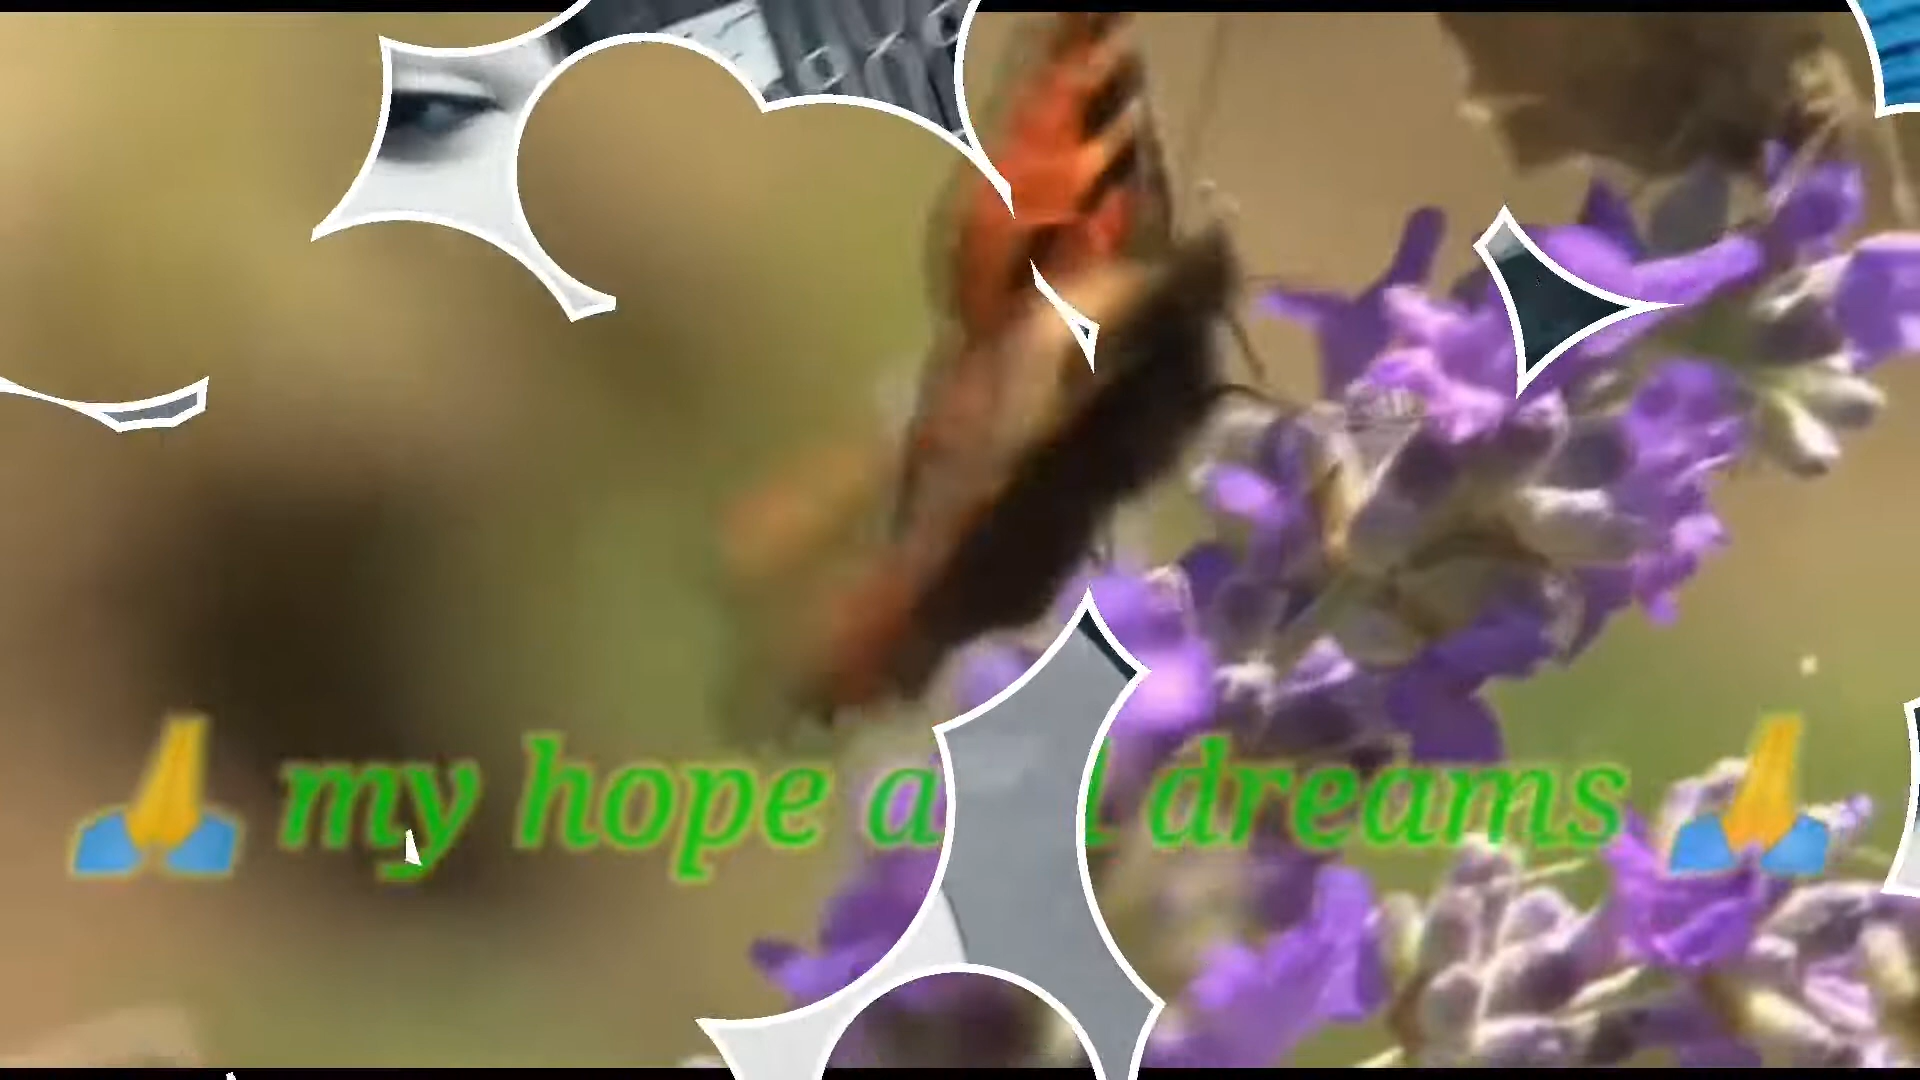 🙏 my hope a dreams 🙏